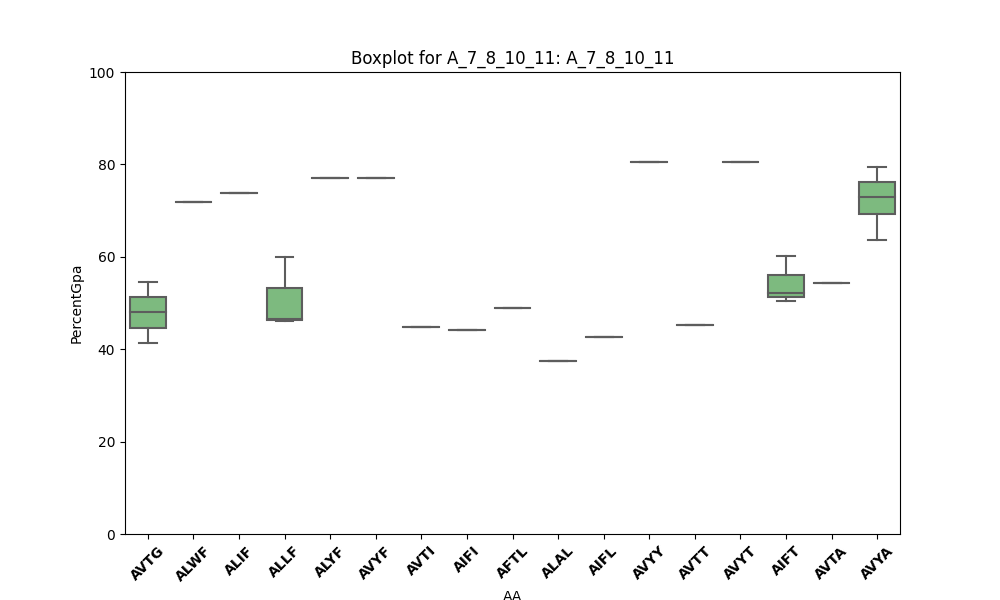 Boxplot for A_7_8_10_11: A_7_8_10_11
100
80
60
40
20
0
PercentGpa
AVTG
ALWF
ALIF
ALLF
ALYF
AVYF
AVTI
AIFI
AFTL
ALAL
AIFL
AVYY
AVTT
AVYT
AIFT
AVTA
AVYA
AA